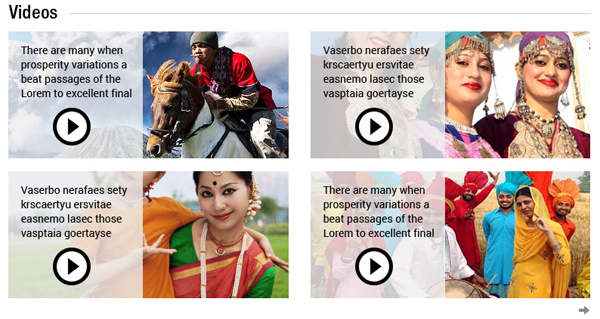 Videos
There are many when
prosperity variations a
beat passages of the
Lorem to excellent final
Vaserbo nerafaes sety
krscaertyu ersvitae
easnemo lasec those
vasptaia goertayse
Vaserbo nerafaes sety
krscaertyu ersvitae
easnemo lasec those
vasptaia goertayse
There are many when
prosperity variations a
beat passages of the
Lorem to excellent final